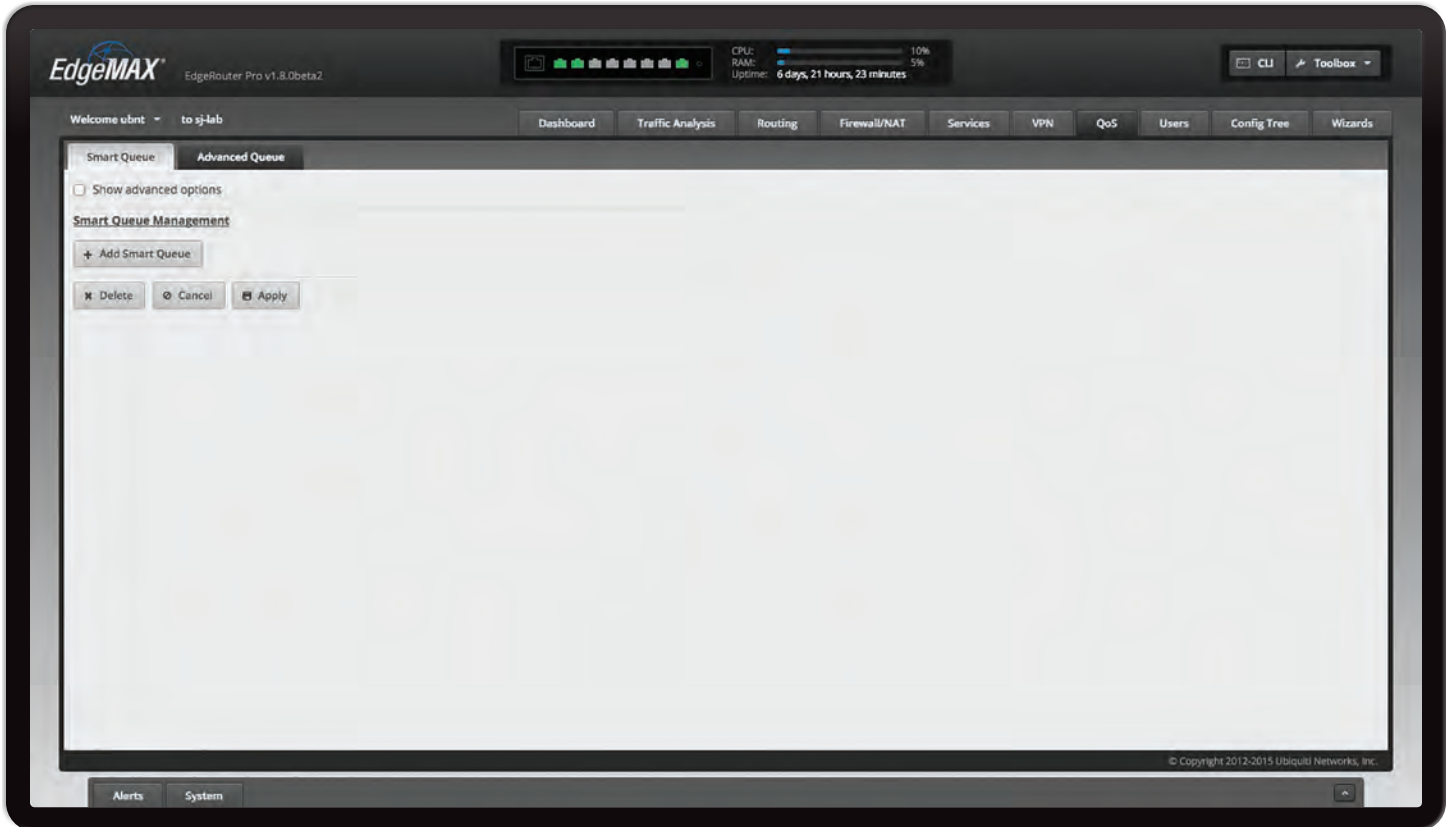 EdgeMAX®
EdgeRouter Pro v1.8.0beta2
CPU: 10%
RAM: 5%
Uptime: 6 days, 21 hours, 23 minutes
CLI Toolbox
Welcome ubnt to sj-lab
Dashboard Traffic Analysis Routing Firewall/NAT Services VPN QoS Users Config Tree Wizards
Smart Queue Advanced Queue
Show advanced options
Smart Queue Management
+ Add Smart Queue
Delete Cancel Apply
© Copyright 2012-2015 Ubiquiti Networks, Inc.
Alerts System